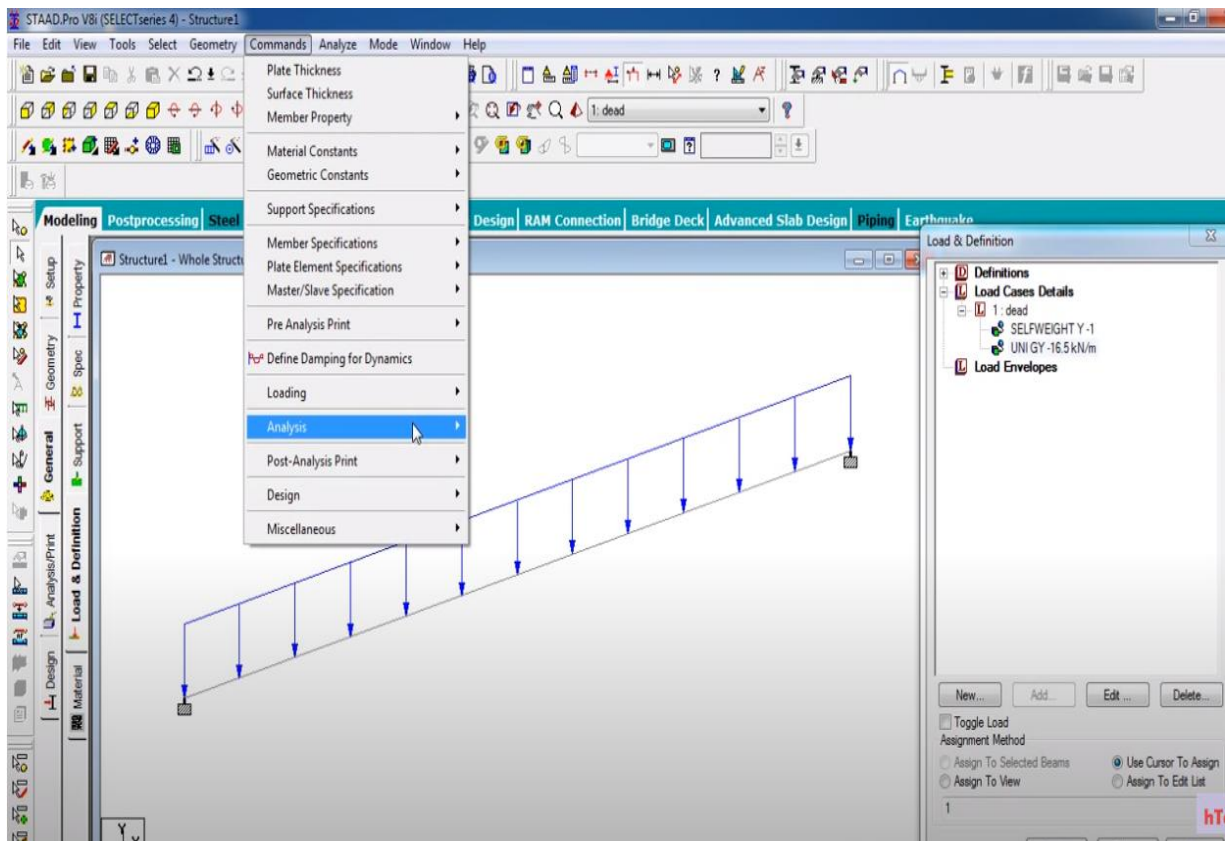 STAAD.Pro V8i (SELECTseries 4) - Structure1
File Edit View Tools Select Geometry Commands Analyze Mode Window Help
Plate Thickness
Surface Thickness
Member Property
1: dead
Material Constants
Geometric Constants
Support Specifications
Member Specifications
Plate Element Specifications
Master/Slave Specification
Pre Analysis Print
Define Damping for Dynamics
Loading
Analysis
Post-Analysis Print
Design
Miscellaneous
Modeling Postprocessing Steel Design RAM Connection Bridge Deck Advanced Slab Design Piping Earthquake
Structure1 - Whole Struct
Setup
Geometry
General
Analysis/Print
Design
Property
Spec
Support
Load & Definition
Material
Y
Load & Definition
Definitions
Load Cases Details
1 : dead
SELFWEIGHT Y -1
UNI GY -16.5 kN/m
Load Envelopes
New... Add... Edit ... Delete...
Toggle Load
Assignment Method
Assign To Selected Beams Use Cursor To Assign
Assign To View Assign To Edit List
1